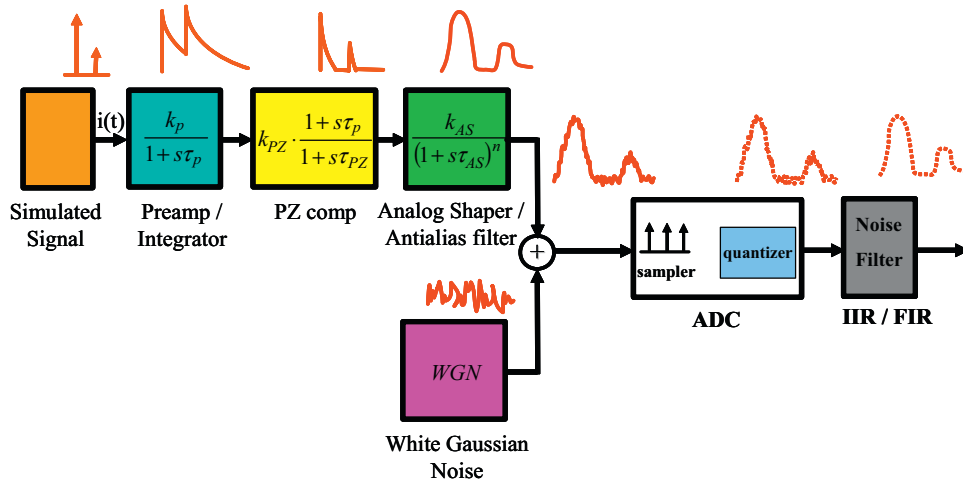 i(t)
k_p / (1 + sτ_p)
k_PZ · (1 + sτ_p) / (1 + sτ_PZ)
k_AS / (1 + sτ_AS)^n
Simulated
Signal
Preamp /
Integrator
PZ comp
Analog Shaper /
Antialias filter
+
sampler
quantizer
Noise
Filter
ADC
IIR / FIR
WGN
White Gaussian
Noise